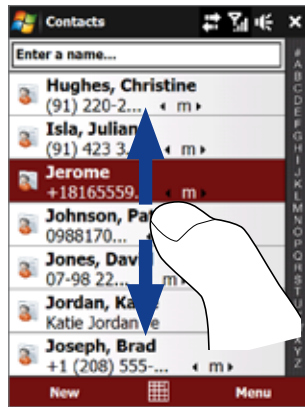 Contacts
Enter a name...
Hughes, Christine
(91) 220-2... m
Isla, Julian
(91) 423 3... m
Jerome
+18165559... m
Johnson, Pa
0988170...
Jones, Dav
07-98 22... m
Jordan, Ka
Katie Jordan
Joseph, Brad
+1 (208) 555-... m
New Menu
#
A
B
C
D
E
F
G
H
I
J
K
L
M
N
O
P
Q
R
S
T
U
X
Y
Z